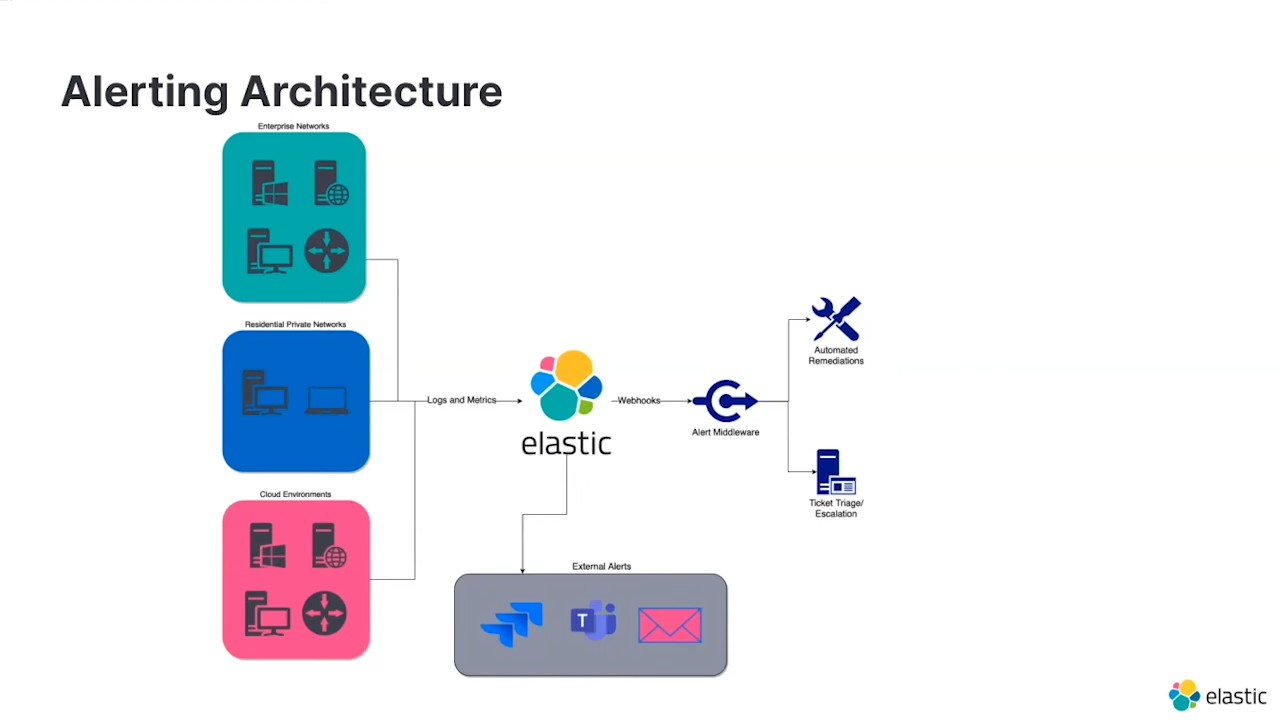 Alerting Architecture
Enterprise Networks
Residential Private Networks
Cloud Environments
Logs and Metrics
elastic
Webhooks
Alert Middleware
Automated
Remediations
Ticket Triage/
Escalation
External Alerts
T
elastic